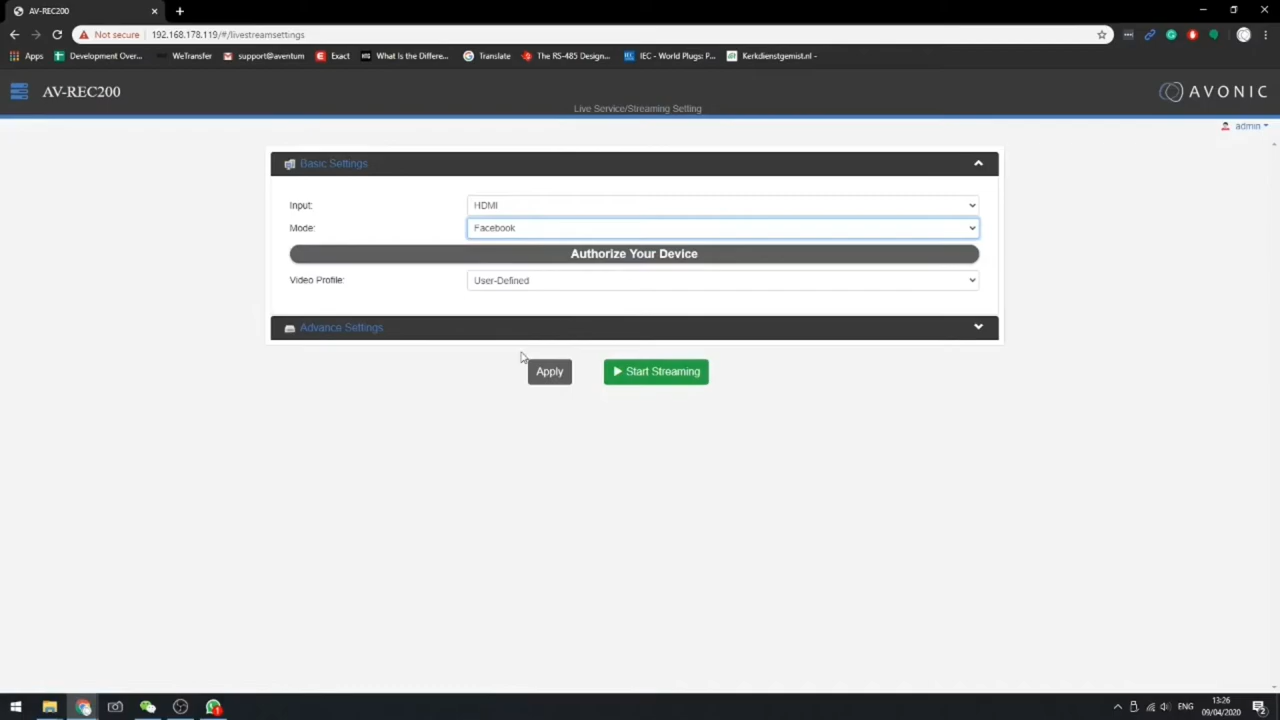 AV-REC200
Not secure 192.168.178.119/#/livestreamsettings
Apps Development Over... WeTransfer support@aventum Exact What Is the Differe... Translate The RS-485 Design... IEC - World Plugs: P... Kerkdienstgemist.nl -
AV-REC200
AVONIC
Live Service/Streaming Setting
admin
Basic Settings
Input: HDMI
Mode: Facebook
Authorize Your Device
Video Profile: User-Defined
Advance Settings
Apply Start Streaming
ENG
13:26
09/04/2020